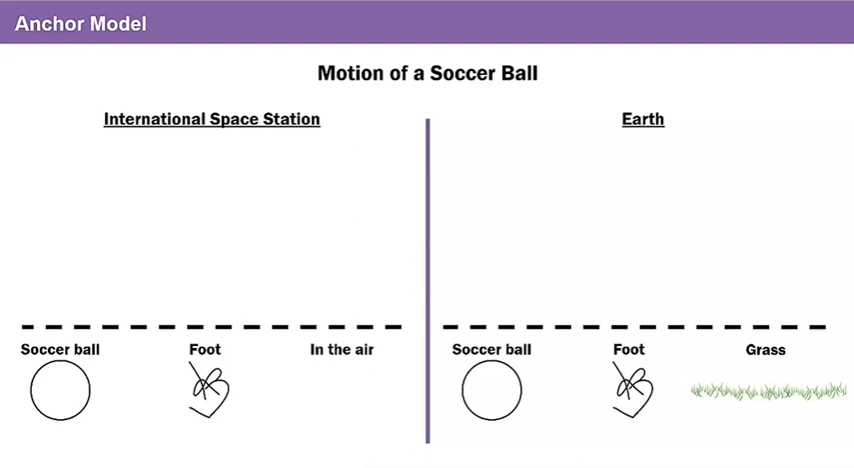 Anchor Model
Motion of a Soccer Ball
International Space Station
Earth
Soccer ball Foot In the air
Soccer ball Foot Grass